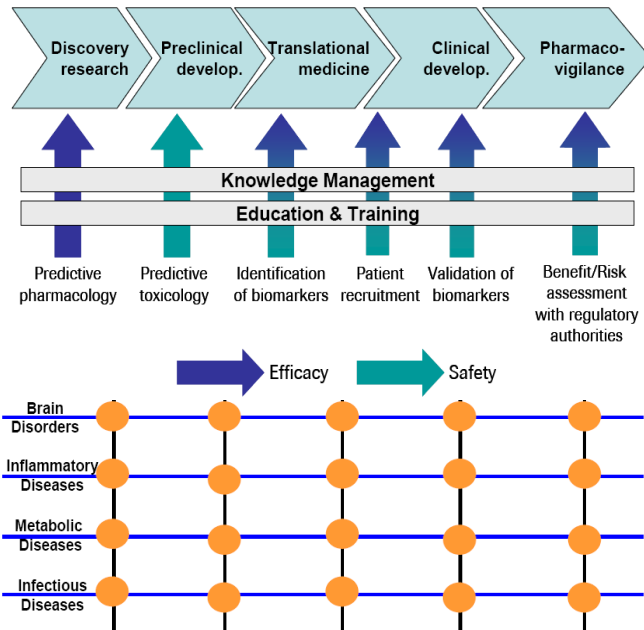 Discovery
research
Preclinical
develop.
Translational
medicine
Clinical
develop.
Pharmaco-
vigilance
Knowledge Management
Education & Training
Predictive
pharmacology
Predictive
toxicology
Identification
of biomarkers
Patient
recruitment
Validation of
biomarkers
Benefit/Risk
assessment
with regulatory
authorities
Efficacy
Safety
Brain
Disorders
Inflammatory
Diseases
Metabolic
Diseases
Infectious
Diseases